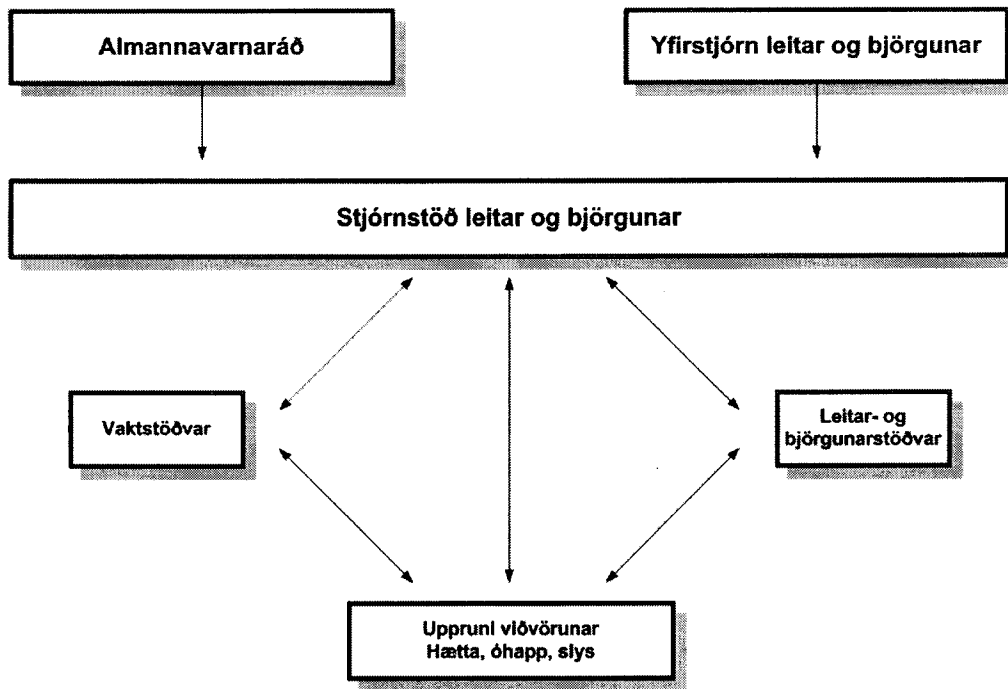 Almannavarnaráð
Yfirstjórn leitar og björgunar
Stjórnstöð leitar og björgunar
Vaktstöðvar
Leitar- og
björgunarstöðvar
Uppruni viðvörunar
Hætta, óhapp, slys